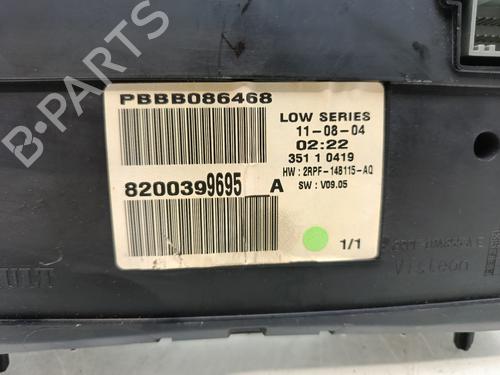 PBBB086468
LOW SERIES
11-08-04
02:22
351 1 0419
HW : 2RPF-14B115-AQ
SW : V09.05
8200399695__A
1/1
Visteon
B-PARTS